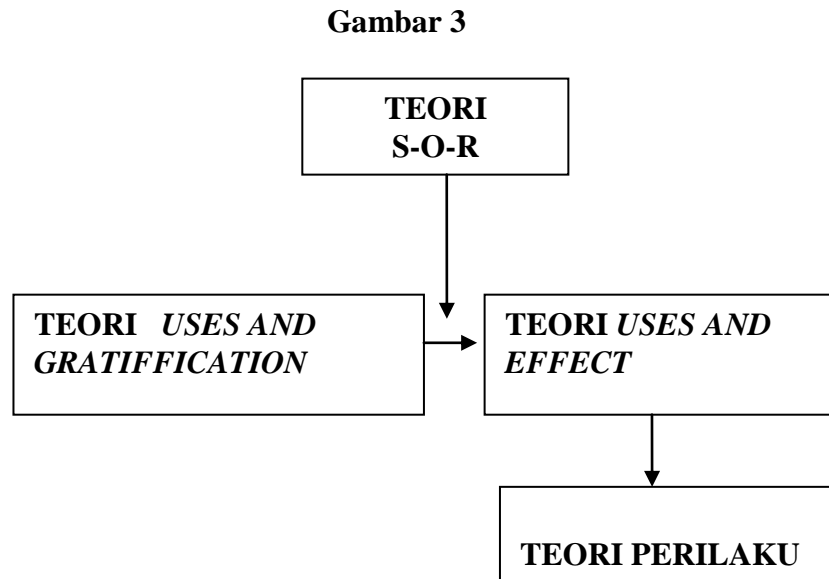 Gambar 3
TEORI
S-O-R
TEORI USES AND
GRATIFFICATION
TEORI USES AND
EFFECT
TEORI PERILAKU